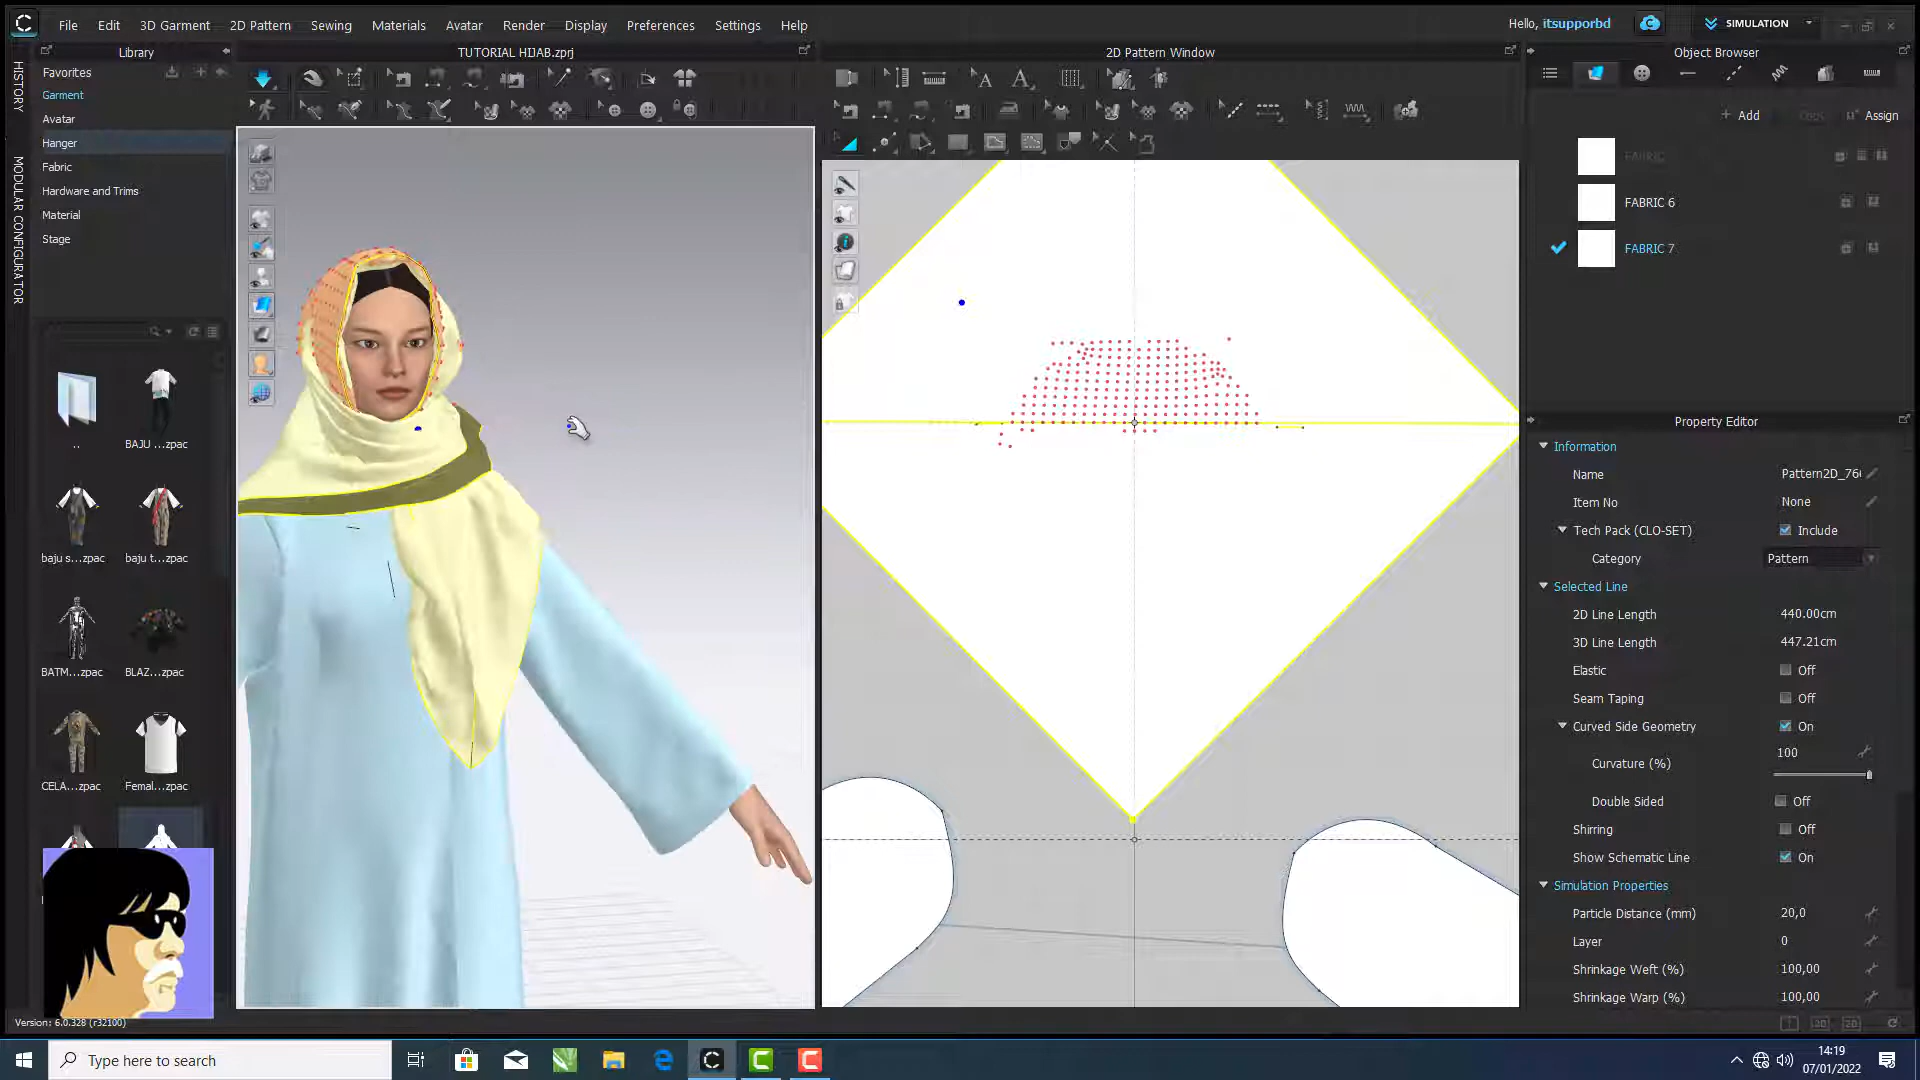 File Edit 3D Garment 2D Pattern Sewing Materials Avatar Render Display Preferences Settings Help
Hello, itsupporbd
SIMULATION
HISTORY
MODULAR CONFIGURATOR
Library
Favorites
Garment
Avatar
Hanger
Fabric
Hardware and Trims
Material
Stage
..
BAJU ...zpac
baju s...zpac
baju t...zpac
BATM...zpac
BLAZ...zpac
CELA...zpac
Femal...zpac
Version: 6.0.328 (r32100)
TUTORIAL HIJAB.zprj
2D Pattern Window
Object Browser
+ Add
Copy
Assign
FABRIC
FABRIC 6
FABRIC 7
Property Editor
Information
Name Pattern2D_766
Item No None
Tech Pack (CLO-SET) Include
Category Pattern
Selected Line
2D Line Length 440.00cm
3D Line Length 447.21cm
Elastic Off
Seam Taping Off
Curved Side Geometry On
Curvature (%) 100
Double Sided Off
Shirring Off
Show Schematic Line On
Simulation Properties
Particle Distance (mm) 20,0
Layer 0
Shrinkage Weft (%) 100,00
Shrinkage Warp (%) 100,00
3D
2D
Type here to search
14:19
07/01/2022